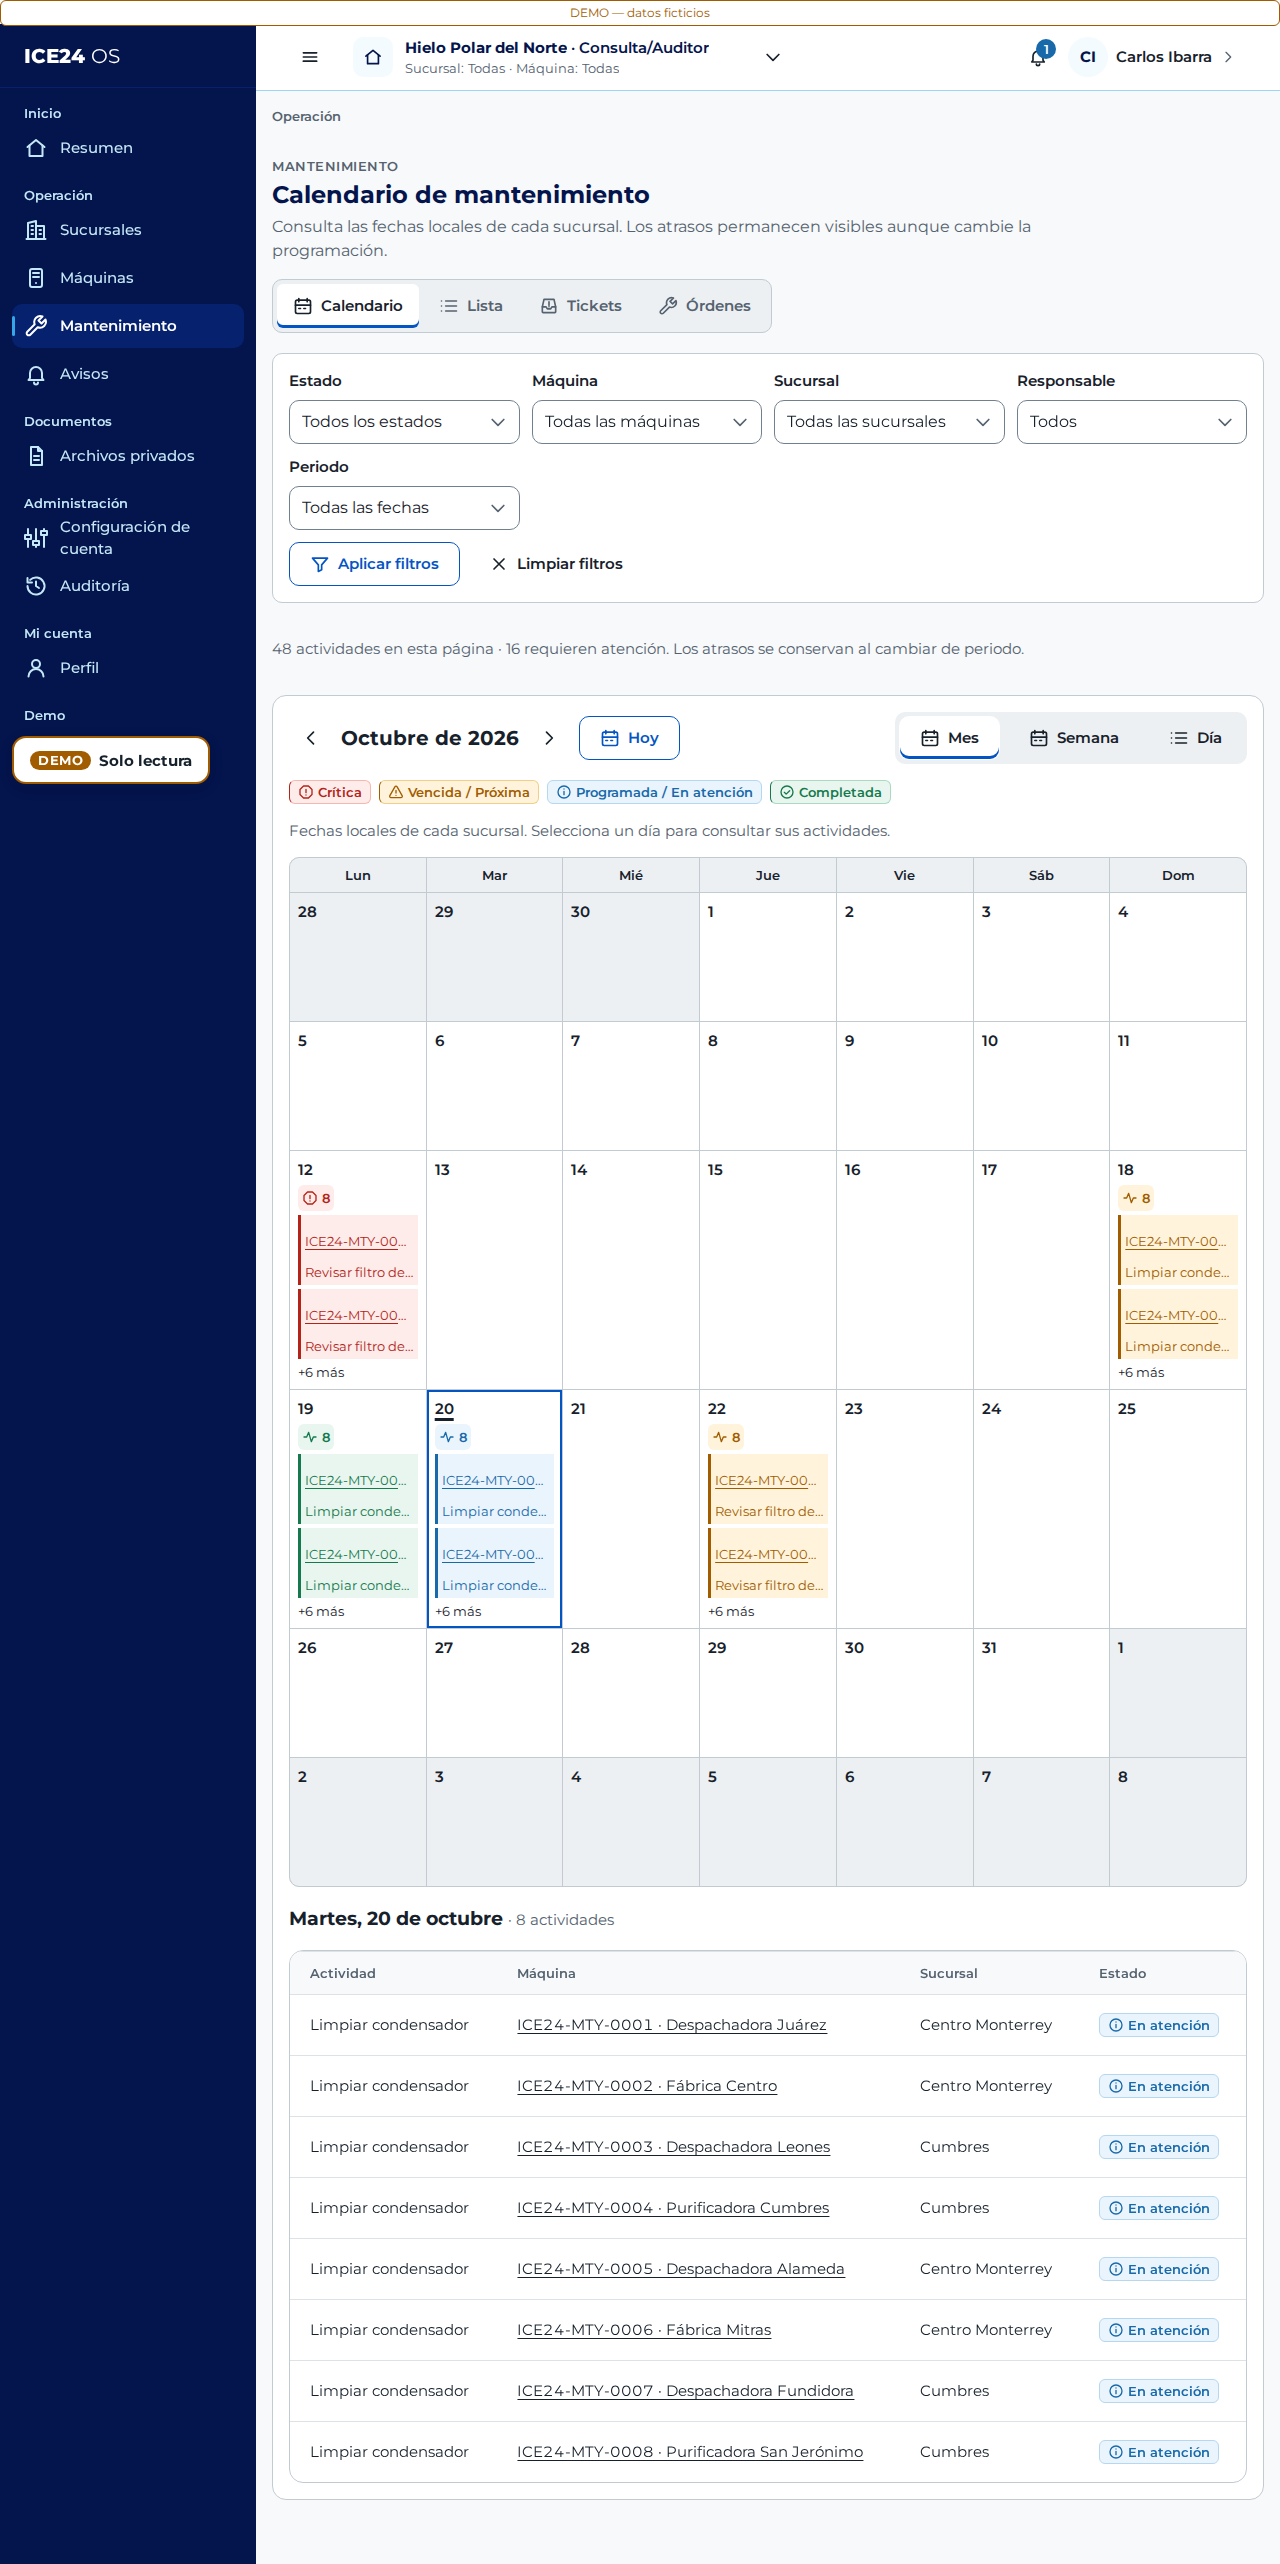 DEMO — datos ficticios
ICE24 OS
Inicio
Resumen
Operación
Sucursales
Máquinas
Mantenimiento
Avisos
Documentos
Archivos privados
Administración
Configuración de
cuenta
Auditoría
Mi cuenta
Perfil
Demo
DEMO Solo lectura
Hielo Polar del Norte · Consulta/Auditor
Sucursal: Todas · Máquina: Todas
1
CI Carlos Ibarra
Operación
MANTENIMIENTO
Calendario de mantenimiento
Consulta las fechas locales de cada sucursal. Los atrasos permanecen visibles aunque cambie la
programación.
Calendario Lista Tickets Órdenes
Estado Máquina Sucursal Responsable
Todos los estados Todas las máquinas Todas las sucursales Todos
Periodo
Todas las fechas
Aplicar filtros Limpiar filtros
48 actividades en esta página · 16 requieren atención. Los atrasos se conservan al cambiar de periodo.
Octubre de 2026 Hoy Mes Semana Día
Crítica Vencida / Próxima Programada / En atención Completada
Fechas locales de cada sucursal. Selecciona un día para consultar sus actividades.
Lun Mar Mié Jue Vie Sáb Dom
28 29 30 1 2 3 4
5 6 7 8 9 10 11
12 13 14 15 16 17 18
8 8
ICE24-MTY-00... ICE24-MTY-00...
Revisar filtro de... Limpiar conde...
ICE24-MTY-00... ICE24-MTY-00...
Revisar filtro de... Limpiar conde...
+6 más +6 más
19 20 21 22 23 24 25
8 8 8
ICE24-MTY-00... ICE24-MTY-00... ICE24-MTY-00...
Limpiar conde... Limpiar conde... Revisar filtro de...
ICE24-MTY-00... ICE24-MTY-00... ICE24-MTY-00...
Limpiar conde... Limpiar conde... Revisar filtro de...
+6 más +6 más +6 más
26 27 28 29 30 31 1
2 3 4 5 6 7 8
Martes, 20 de octubre · 8 actividades
Actividad Máquina Sucursal Estado
Limpiar condensador ICE24-MTY-0001 · Despachadora Juárez Centro Monterrey En atención
Limpiar condensador ICE24-MTY-0002 · Fábrica Centro Centro Monterrey En atención
Limpiar condensador ICE24-MTY-0003 · Despachadora Leones Cumbres En atención
Limpiar condensador ICE24-MTY-0004 · Purificadora Cumbres Cumbres En atención
Limpiar condensador ICE24-MTY-0005 · Despachadora Alameda Centro Monterrey En atención
Limpiar condensador ICE24-MTY-0006 · Fábrica Mitras Centro Monterrey En atención
Limpiar condensador ICE24-MTY-0007 · Despachadora Fundidora Cumbres En atención
Limpiar condensador ICE24-MTY-0008 · Purificadora San Jerónimo Cumbres En atención